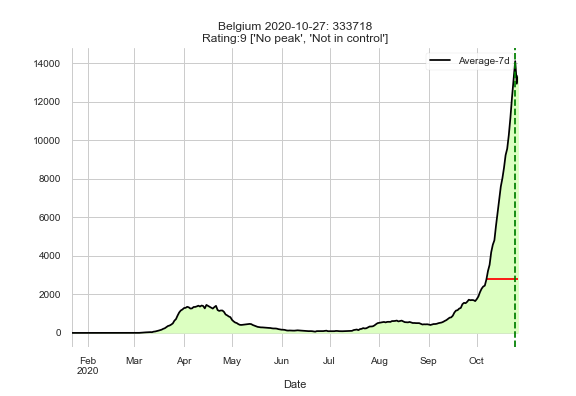 Belgium 2020-10-27: 333718
Rating:9 ['No peak', 'Not in control']
Average-7d
14000
12000
10000
8000
6000
4000
2000
0
Feb Mar Apr May Jun Jul Aug Sep Oct
2020
Date